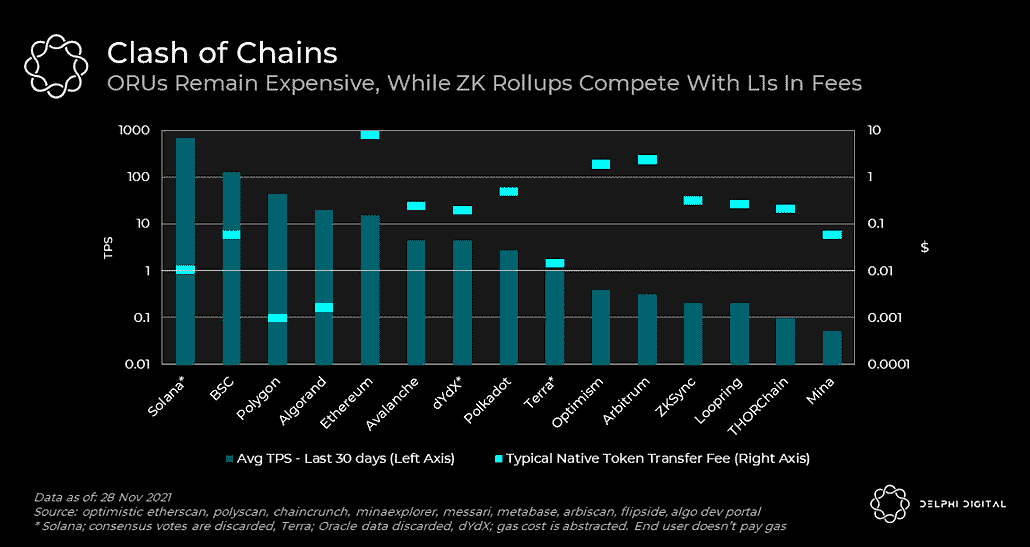 Clash of Chains
ORUs Remain Expensive, While ZK Rollups Compete With L1s In Fees
1000
100
10
1
0.1
0.01
TPS
10
1
0.1
0.01
0.001
0.0001
$
Solana*
BSC
Polygon
Algorand
Ethereum
Avalanche
dYdX*
Polkadot
Terra*
Optimism
Arbitrum
ZKSync
Loopring
THORChain
Mina
Avg TPS - Last 30 days (Left Axis)
Typical Native Token Transfer Fee (Right Axis)
Data as of: 28 Nov 2021
Source: optimistic etherscan, polyscan, chaincrunch, minaexplorer, messari, metabase, arbiscan, flipside, algo dev portal
* Solana; consensus votes are discarded, Terra; Oracle data discarded, dYdX; gas cost is abstracted. End user doesn't pay gas
DELPHI DIGITAL